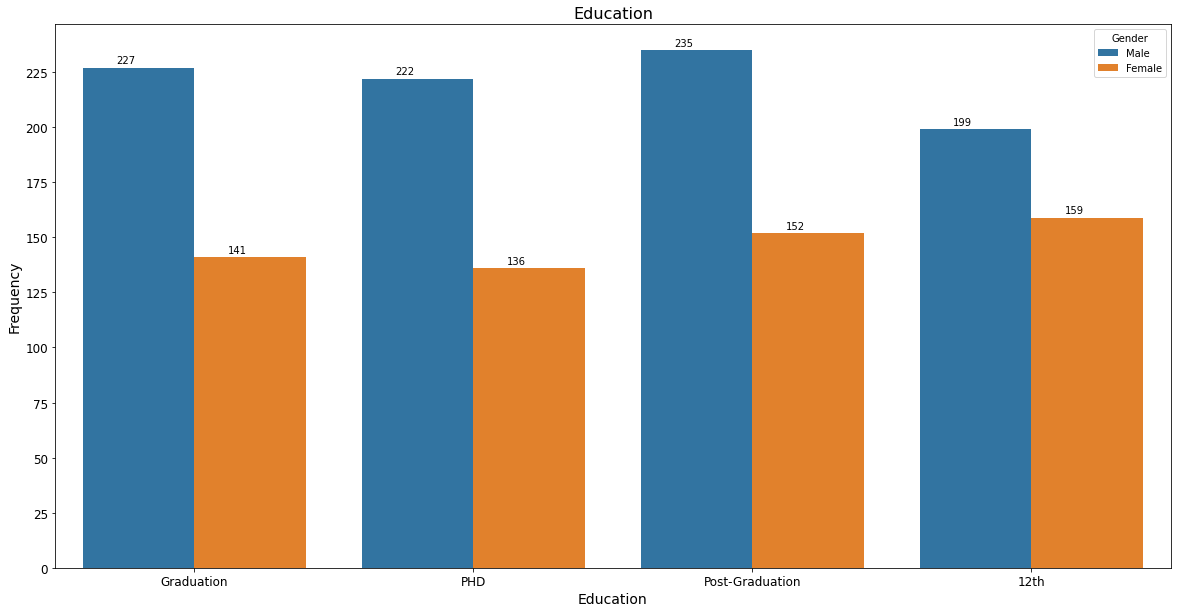 Education
Gender
Male
Female
227
141
222
136
235
152
199
159
Frequency
225
200
175
150
125
100
75
50
25
0
Graduation
PHD
Post-Graduation
12th
Education